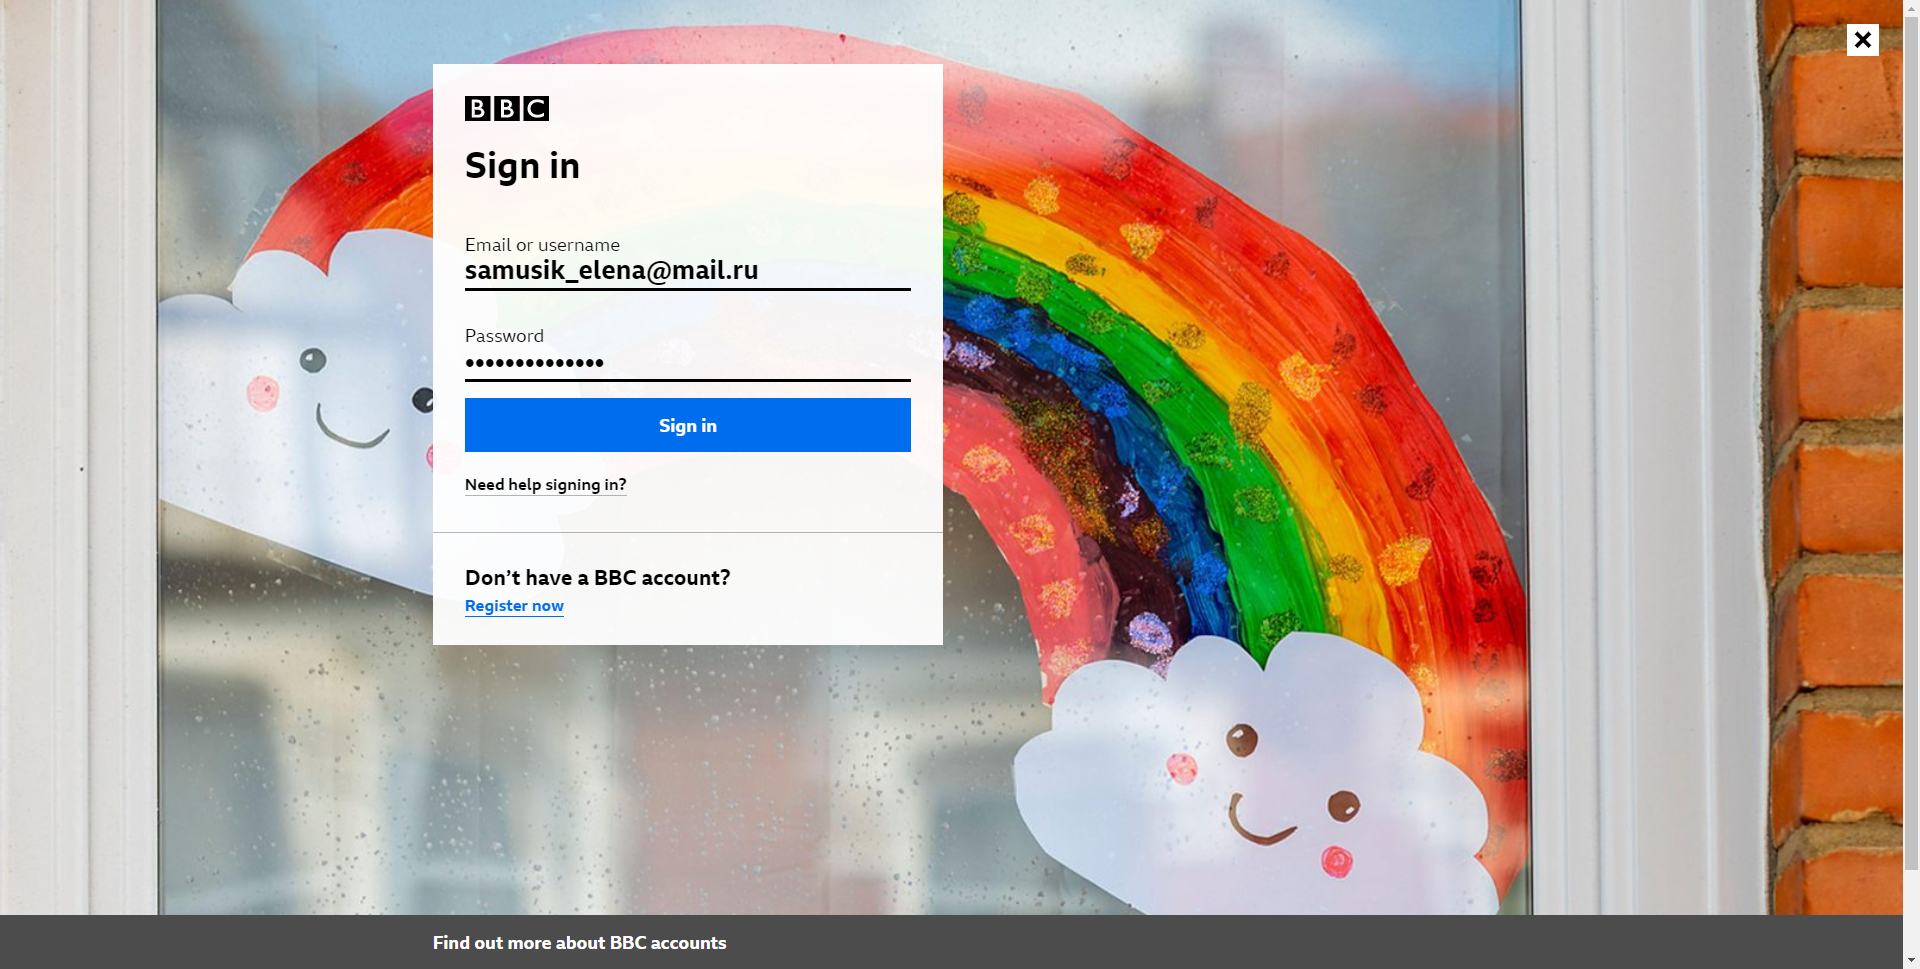 BBC
Sign in
Email or username
samusik_elena@mail.ru
Password
••••••••••••••
Sign in
Need help signing in?
Don’t have a BBC account?
Register now
Find out more about BBC accounts